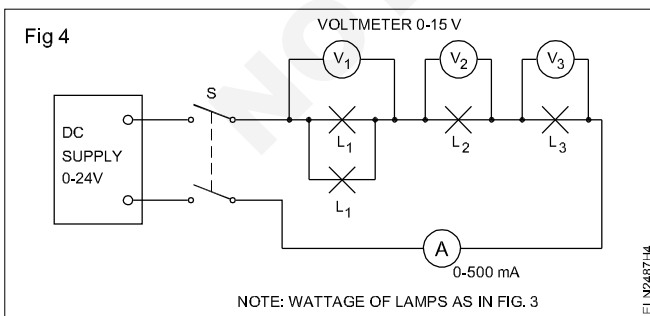 Fig 4
VOLTMETER 0-15 V
V1
V2
V3
S
DC
SUPPLY
0-24V
L1
L2
L3
L1
A
0-500 mA
NOTE: WATTAGE OF LAMPS AS IN FIG. 3
ELN2487H4